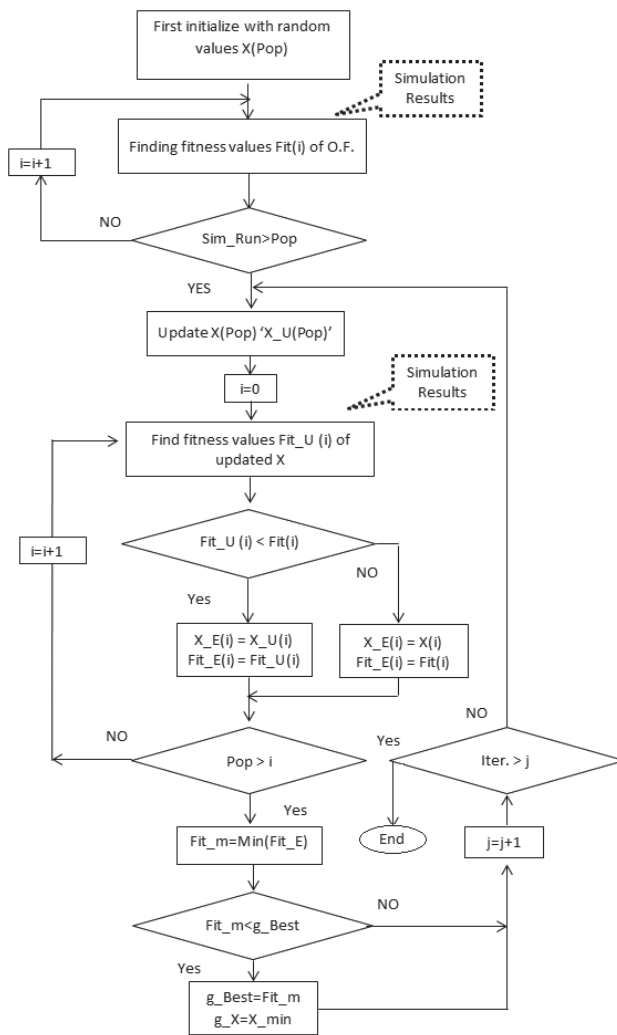 First initialize with random
values X(Pop)
Simulation
Results
Finding fitness values Fit(i) of O.F.
i=i+1
NO
Sim_Run>Pop
YES
Update X(Pop) ‘X_U(Pop)’
i=0
Simulation
Results
Find fitness values Fit_U (i) of
updated X
i=i+1
Fit_U (i) < Fit(i)
NO
Yes
X_E(i) = X_U(i)
Fit_E(i) = Fit_U(i)
X_E(i) = X(i)
Fit_E(i) = Fit(i)
NO
Pop > i
Yes
NO
Yes
Iter. > j
End
j=j+1
Fit_m=Min(Fit_E)
Fit_m<g_Best
NO
Yes
g_Best=Fit_m
g_X=X_min